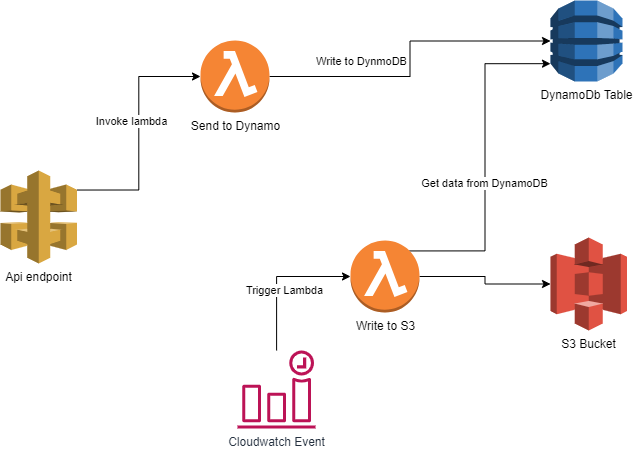 Write to DynmoDB
DynamoDb Table
Invoke lambda
Send to Dynamo
Get data from DynamoDB
Api endpoint
Trigger Lambda
Write to S3
S3 Bucket
Cloudwatch Event